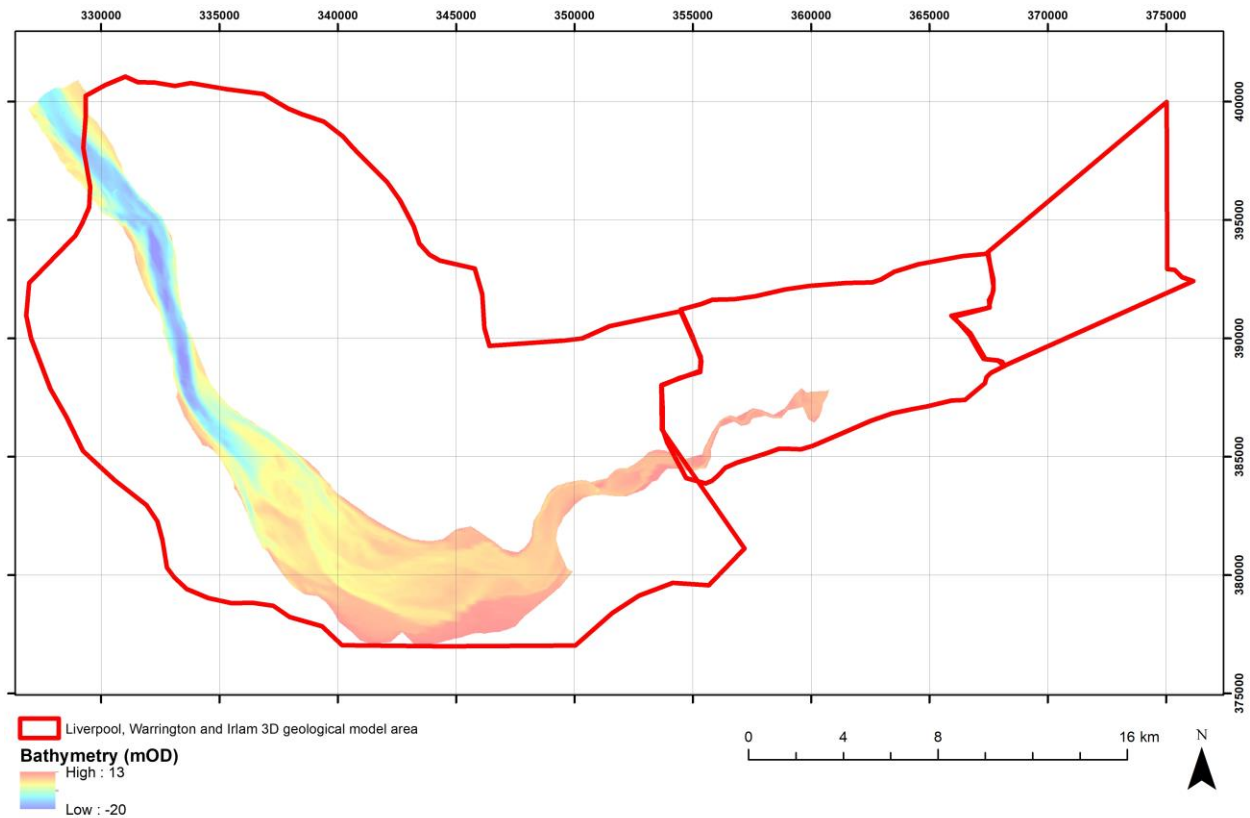 330000 335000 340000 345000 350000 355000 360000 365000 370000 375000
400000
395000
390000
385000
380000
375000
Liverpool, Warrington and Irlam 3D geological model area
Bathymetry (mOD)
High : 13
Low : -20
0 4 8 16 km
N